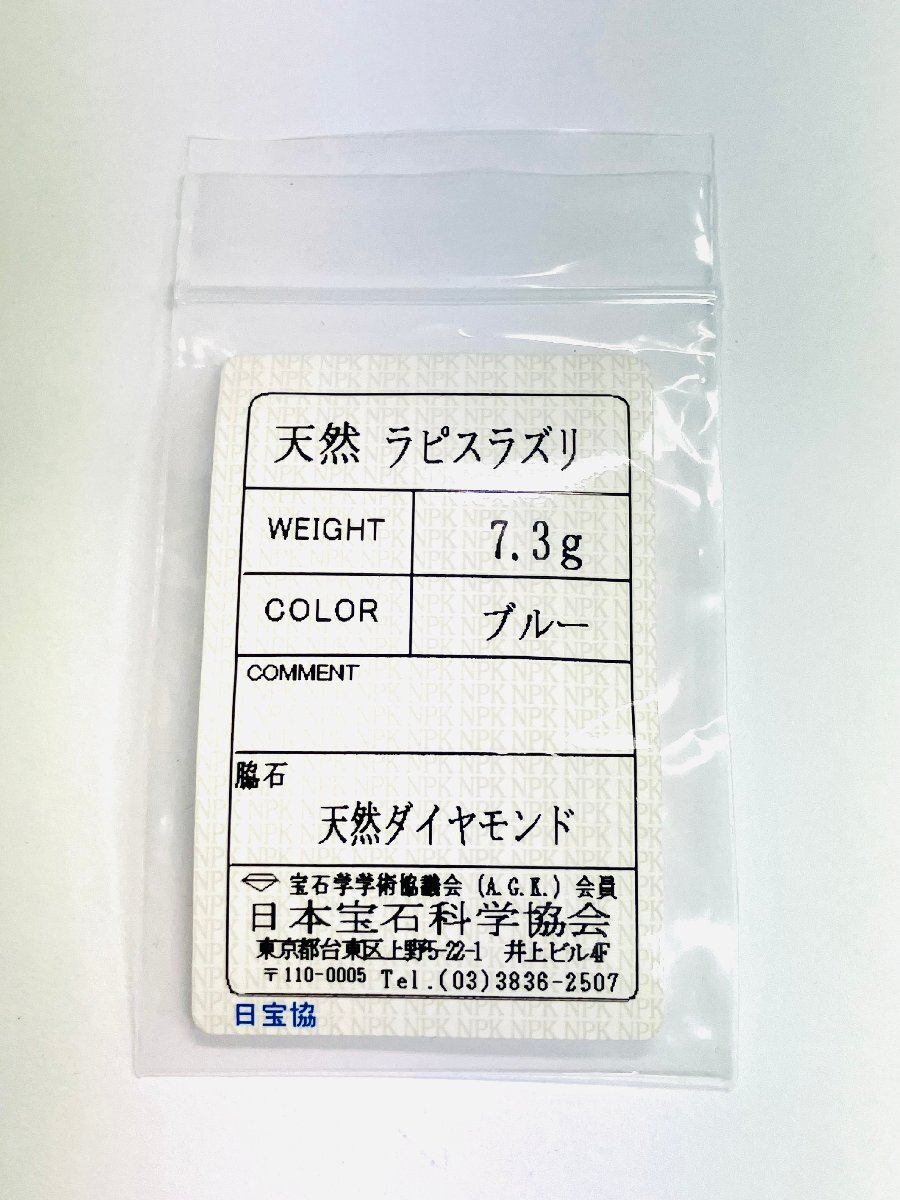 天然 ラピスラズリ
WEIGHT 7.3g
COLOR ブルー
COMMENT
脇石
天然ダイヤモンド
宝石学学術協議会 (A.G.K.) 会員
日本宝石科学協会
東京都台東区上野5-22-1 井上ビル4F
〒110-0005 Tel.(03)3836-2507
日宝協